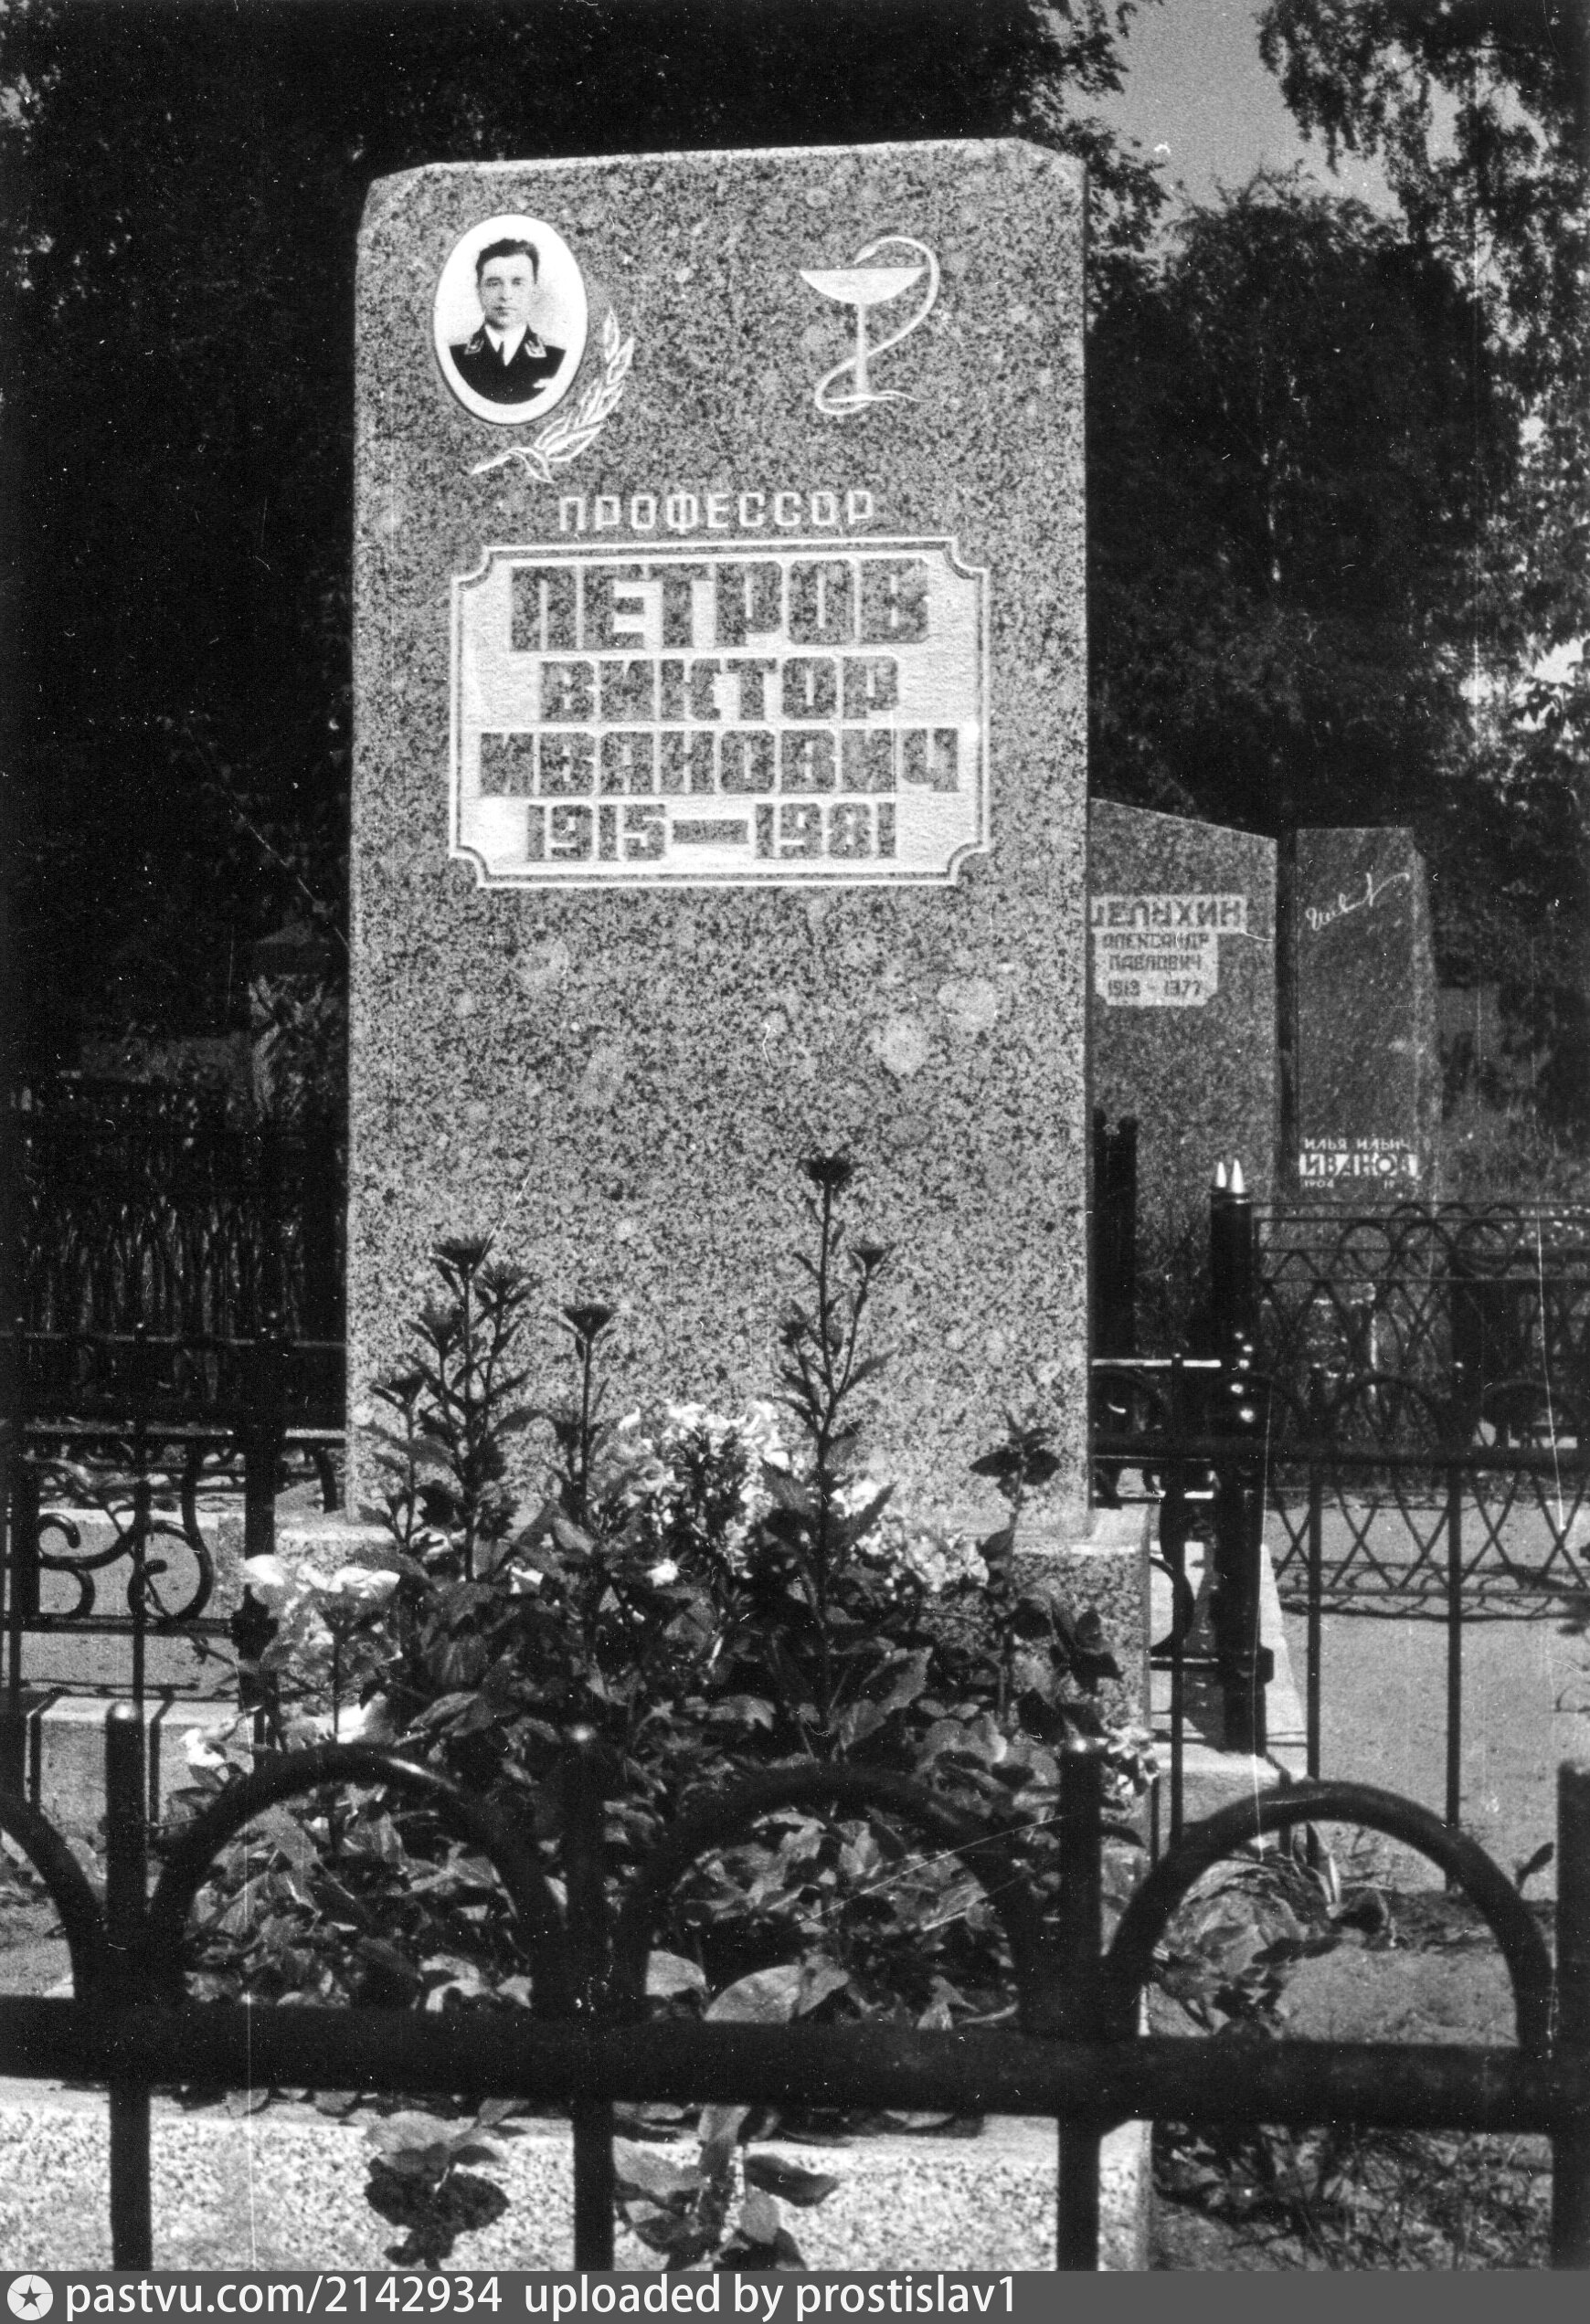 ПРОФЕССОР
ПЕТРОВ
ВИКТОР
ИВАНОВИЧ
1915—1981
ЦЕЛЫХИН
АЛЕКСАНДР
ПАВЛОВИЧ
1913 - 1977
ИЛЬЯ ИЛЬИЧ
ИВАНОВ
1904
pastvu.com/2142934 uploaded by prostislav1